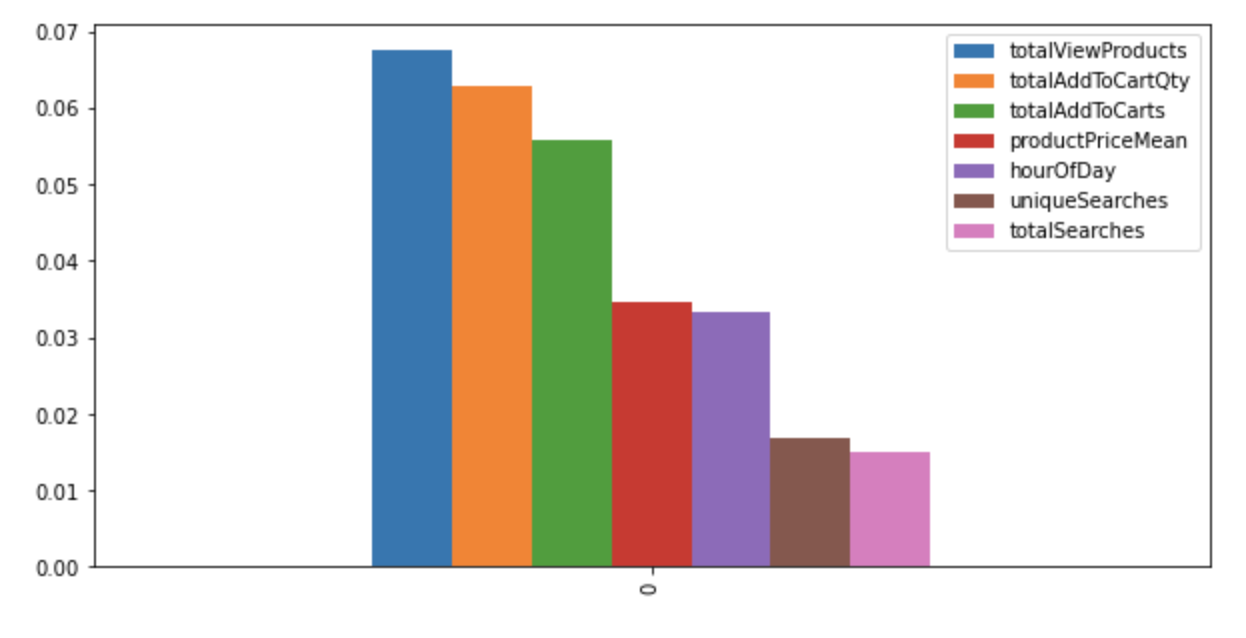 0.07
0.06
0.05
0.04
0.03
0.02
0.01
0.00
0
totalViewProducts
totalAddToCartQty
totalAddToCarts
productPriceMean
hourOfDay
uniqueSearches
totalSearches